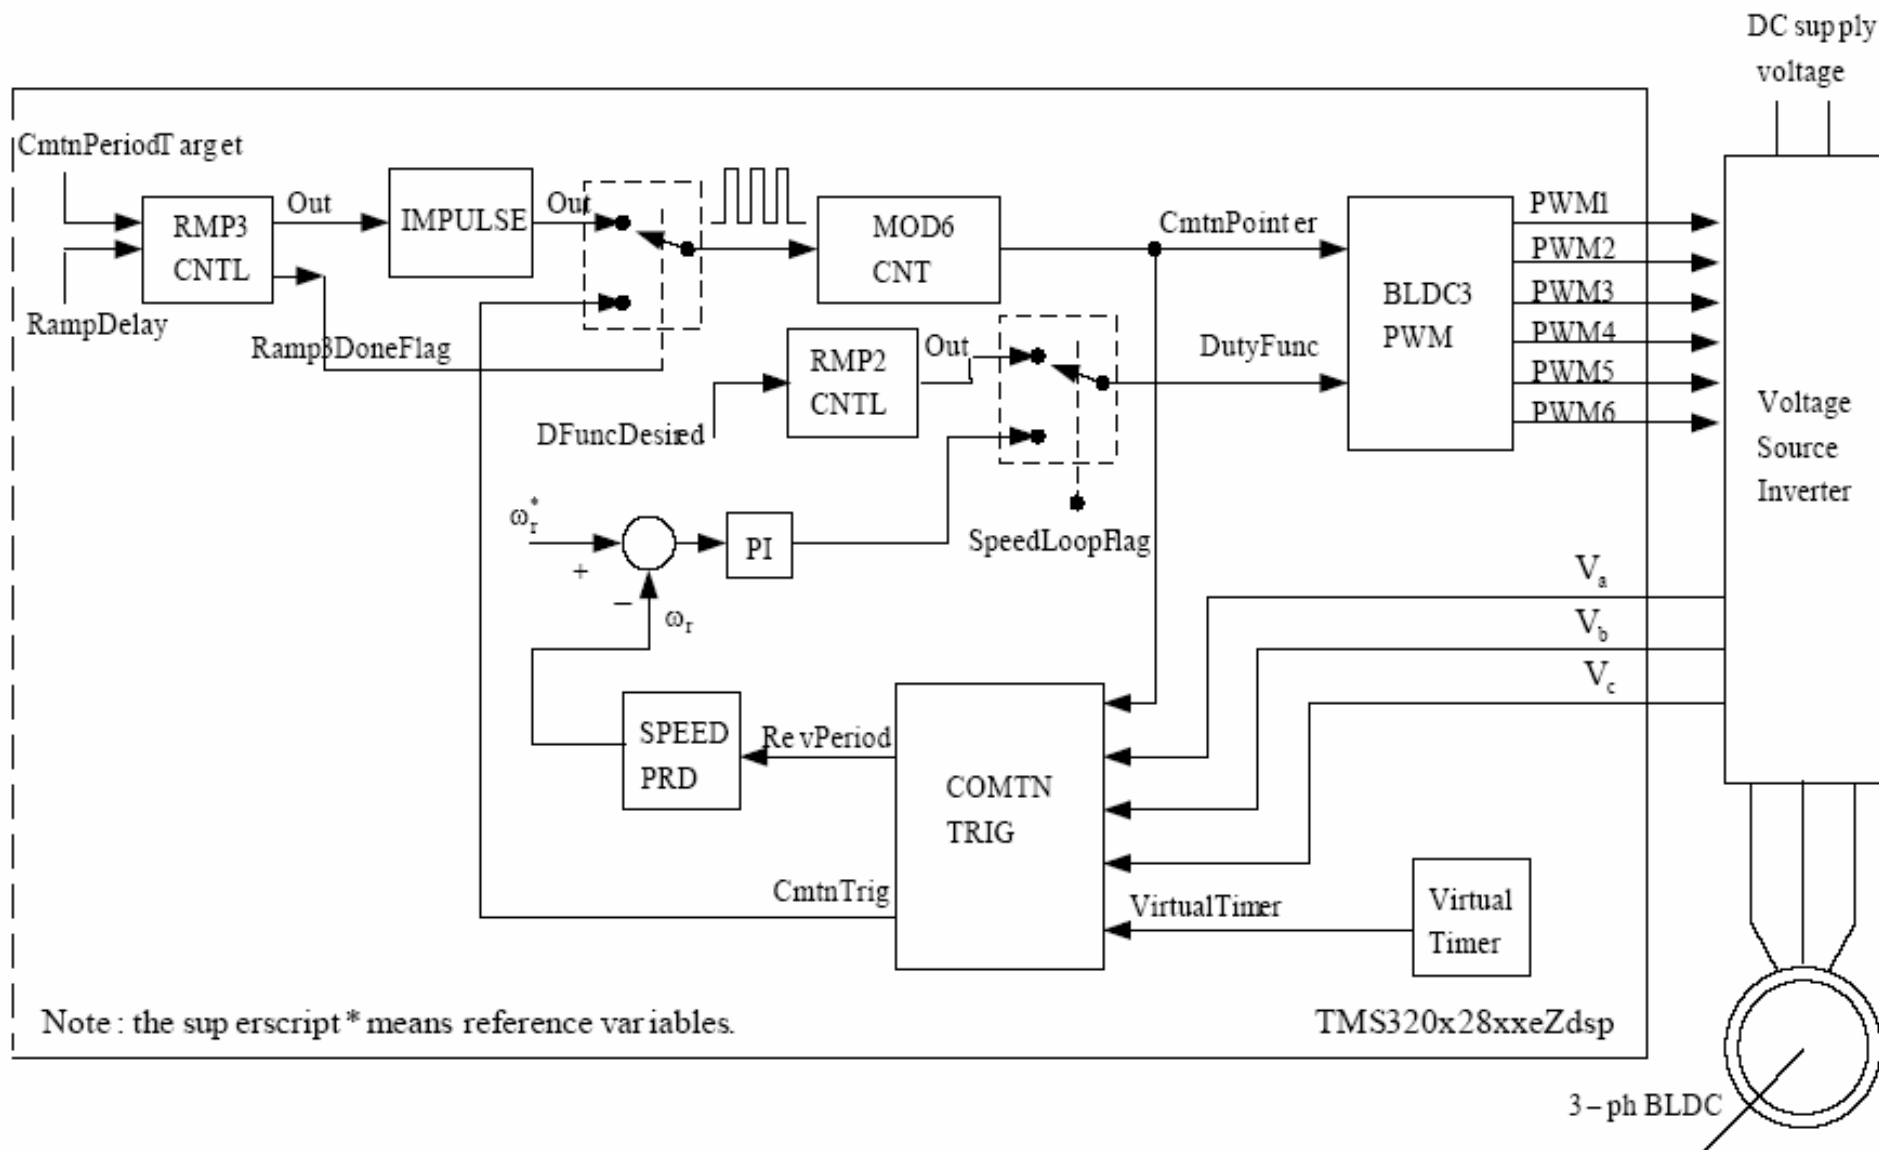 DC supply
voltage
CmtnPeriodTarget
RMP3
CNTL
Out
IMPULSE
Out
MOD6
CNT
CmtnPointer
BLDC3
PWM
PWM1
PWM2
PWM3
PWM4
PWM5
PWM6
RampDelay
Ramp3DoneFlag
RMP2
CNTL
Out
DutyFunc
DFuncDesired
Voltage
Source
Inverter
ωr*
+
−
ωr
PI
SpeedLoopFlag
Va
Vb
Vc
SPEED
PRD
RevPeriod
COMTN
TRIG
CmtnTrig
VirtualTimer
Virtual
Timer
Note : the superscript * means reference variables.
TMS320x28xxeZdsp
3–ph BLDC